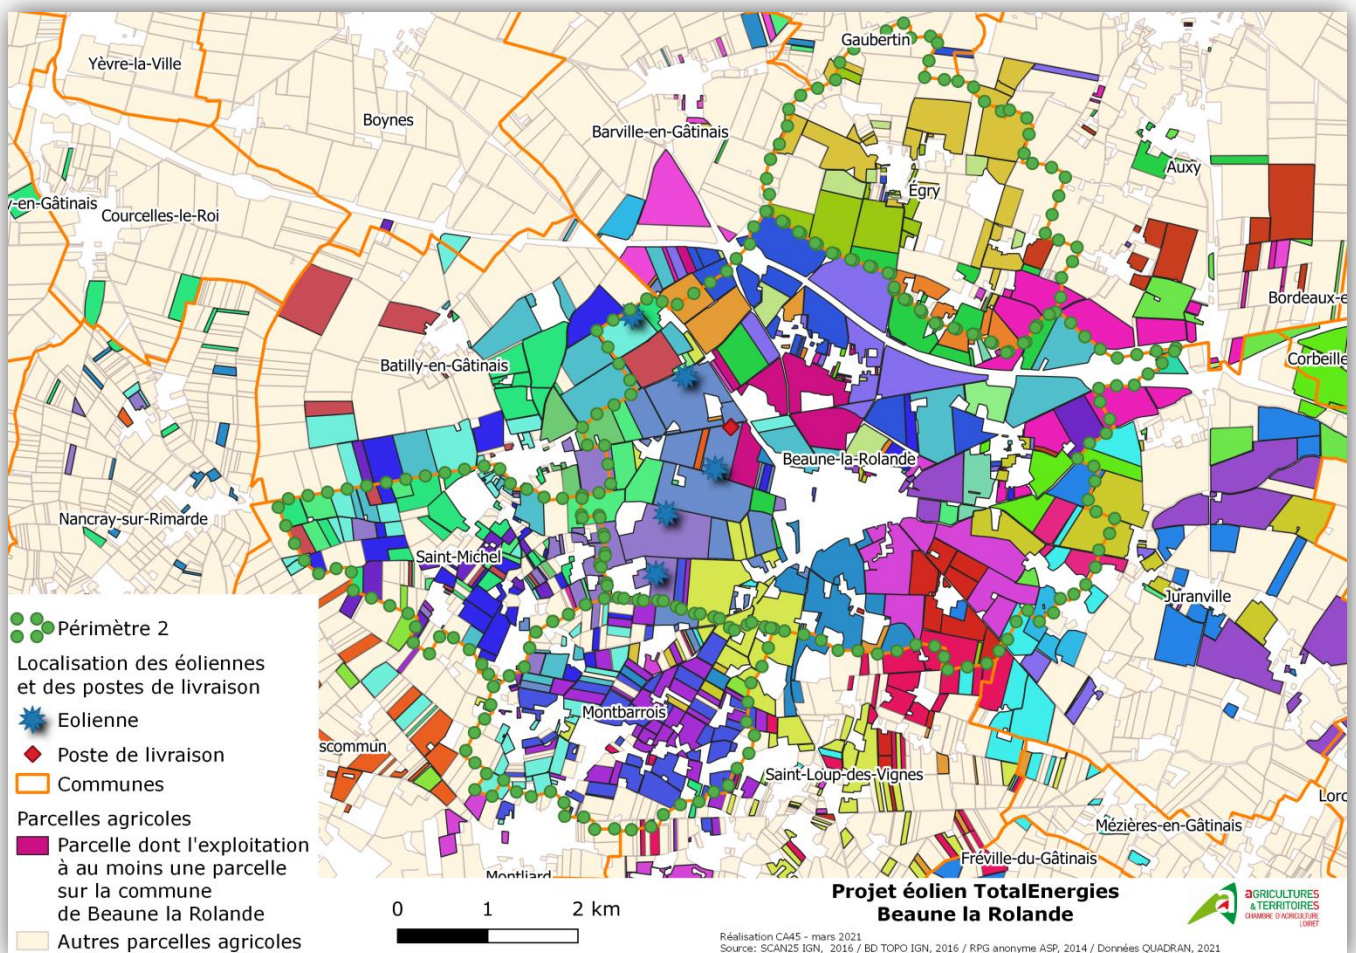 Gaubertin
Yèvre-la-Ville
Boynes
Barville-en-Gâtinais
Auxy
Égry
y-en-Gâtinais
Courcelles-le-Roi
Bordeaux-e
Batilly-en-Gâtinais
Corbeille
Beaune-la-Rolande
Nancray-sur-Rimarde
Saint-Michel
Juranville
Montbarrois
scommun
Saint-Loup-des-Vignes
Lord
Mézières-en-Gâtinais
Fréville-du-Gâtinais
Montliard
Périmètre 2
Localisation des éoliennes
et des postes de livraison
Eolienne
Poste de livraison
Communes
Parcelles agricoles
Parcelle dont l'exploitation
à au moins une parcelle
sur la commune
de Beaune la Rolande
Autres parcelles agricoles
0 1 2 km
Projet éolien TotalEnergies
Beaune la Rolande
Réalisation CA45 - mars 2021
Source: SCAN25 IGN, 2016 / BD TOPO IGN, 2016 / RPG anonyme ASP, 2014 / Données QUADRAN, 2021
aGRICULTURES
& TERRITOIRES
CHAMBRE D'AGRICULTURE
LOIRET